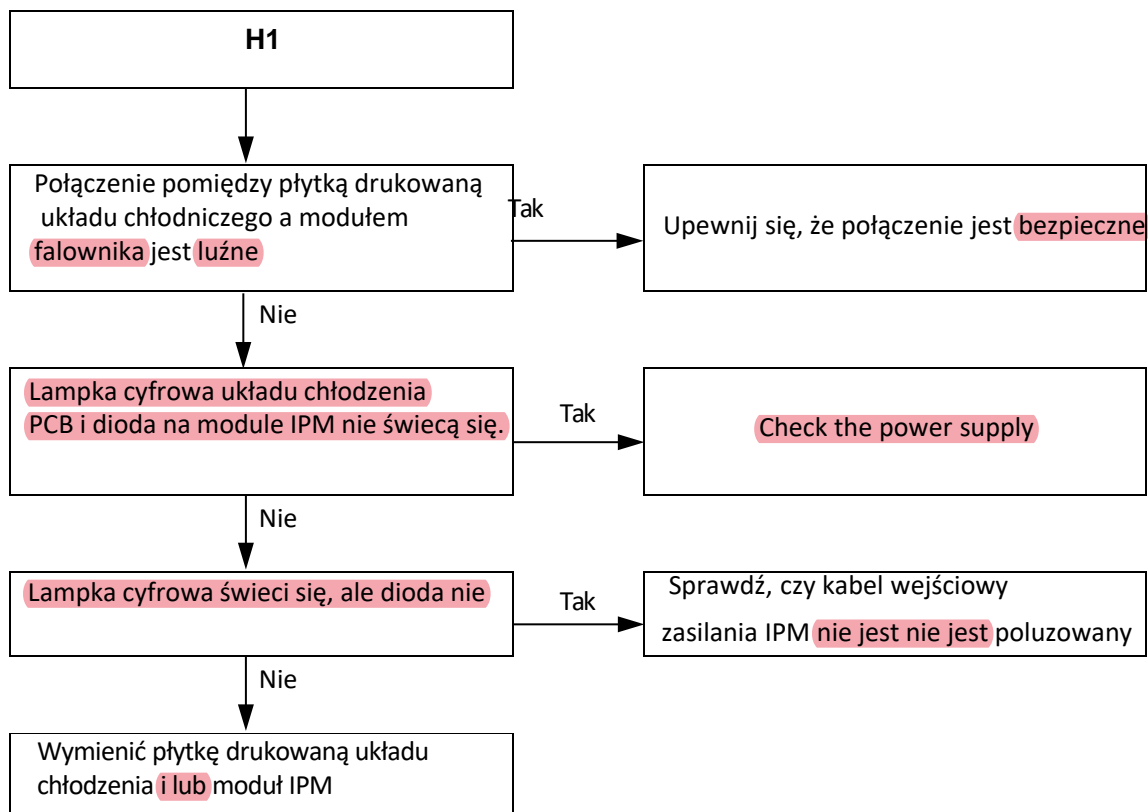 H1
Połączenie pomiędzy płytką drukowaną
układu chłodniczego a modułem
falownika jest luźne
Tak
Upewnij się, że połączenie jest bezpieczne
Nie
Lampka cyfrowa układu chłodzenia
PCB i dioda na module IPM nie świecą się.
Tak
Check the power supply
Nie
Lampka cyfrowa świeci się, ale dioda nie
Tak
Sprawdź, czy kabel wejściowy
zasilania IPM nie jest nie jest poluzowany
Nie
Wymienić płytkę drukowaną układu
chłodzenia i lub moduł IPM